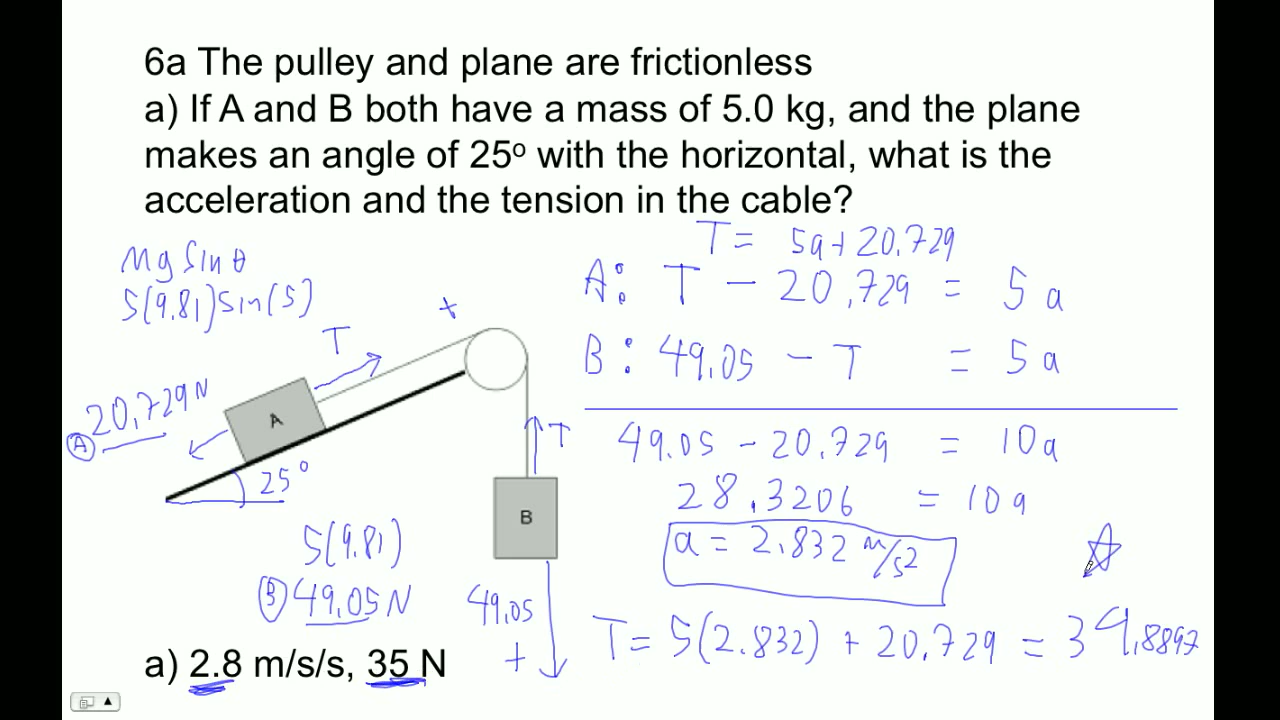 6a The pulley and plane are frictionless
a) If A and B both have a mass of 5.0 kg, and the plane
makes an angle of 25º with the horizontal, what is the
acceleration and the tension in the cable?
T = 5a + 20.729
Mg Sin θ
5(9.81)sin(5)
A: T - 20.729 = 5a
B: 49.05 - T = 5a
+
T
20.729N
A
A
25°
T
B
49.05 - 20.729 = 10a
28.3206 = 10a
a = 2.832 m/s²
5(9.81)
B 49.05N
49.05
+
T = 5(2.832) + 20.729 = 34.8897
a) 2.8 m/s/s, 35 N